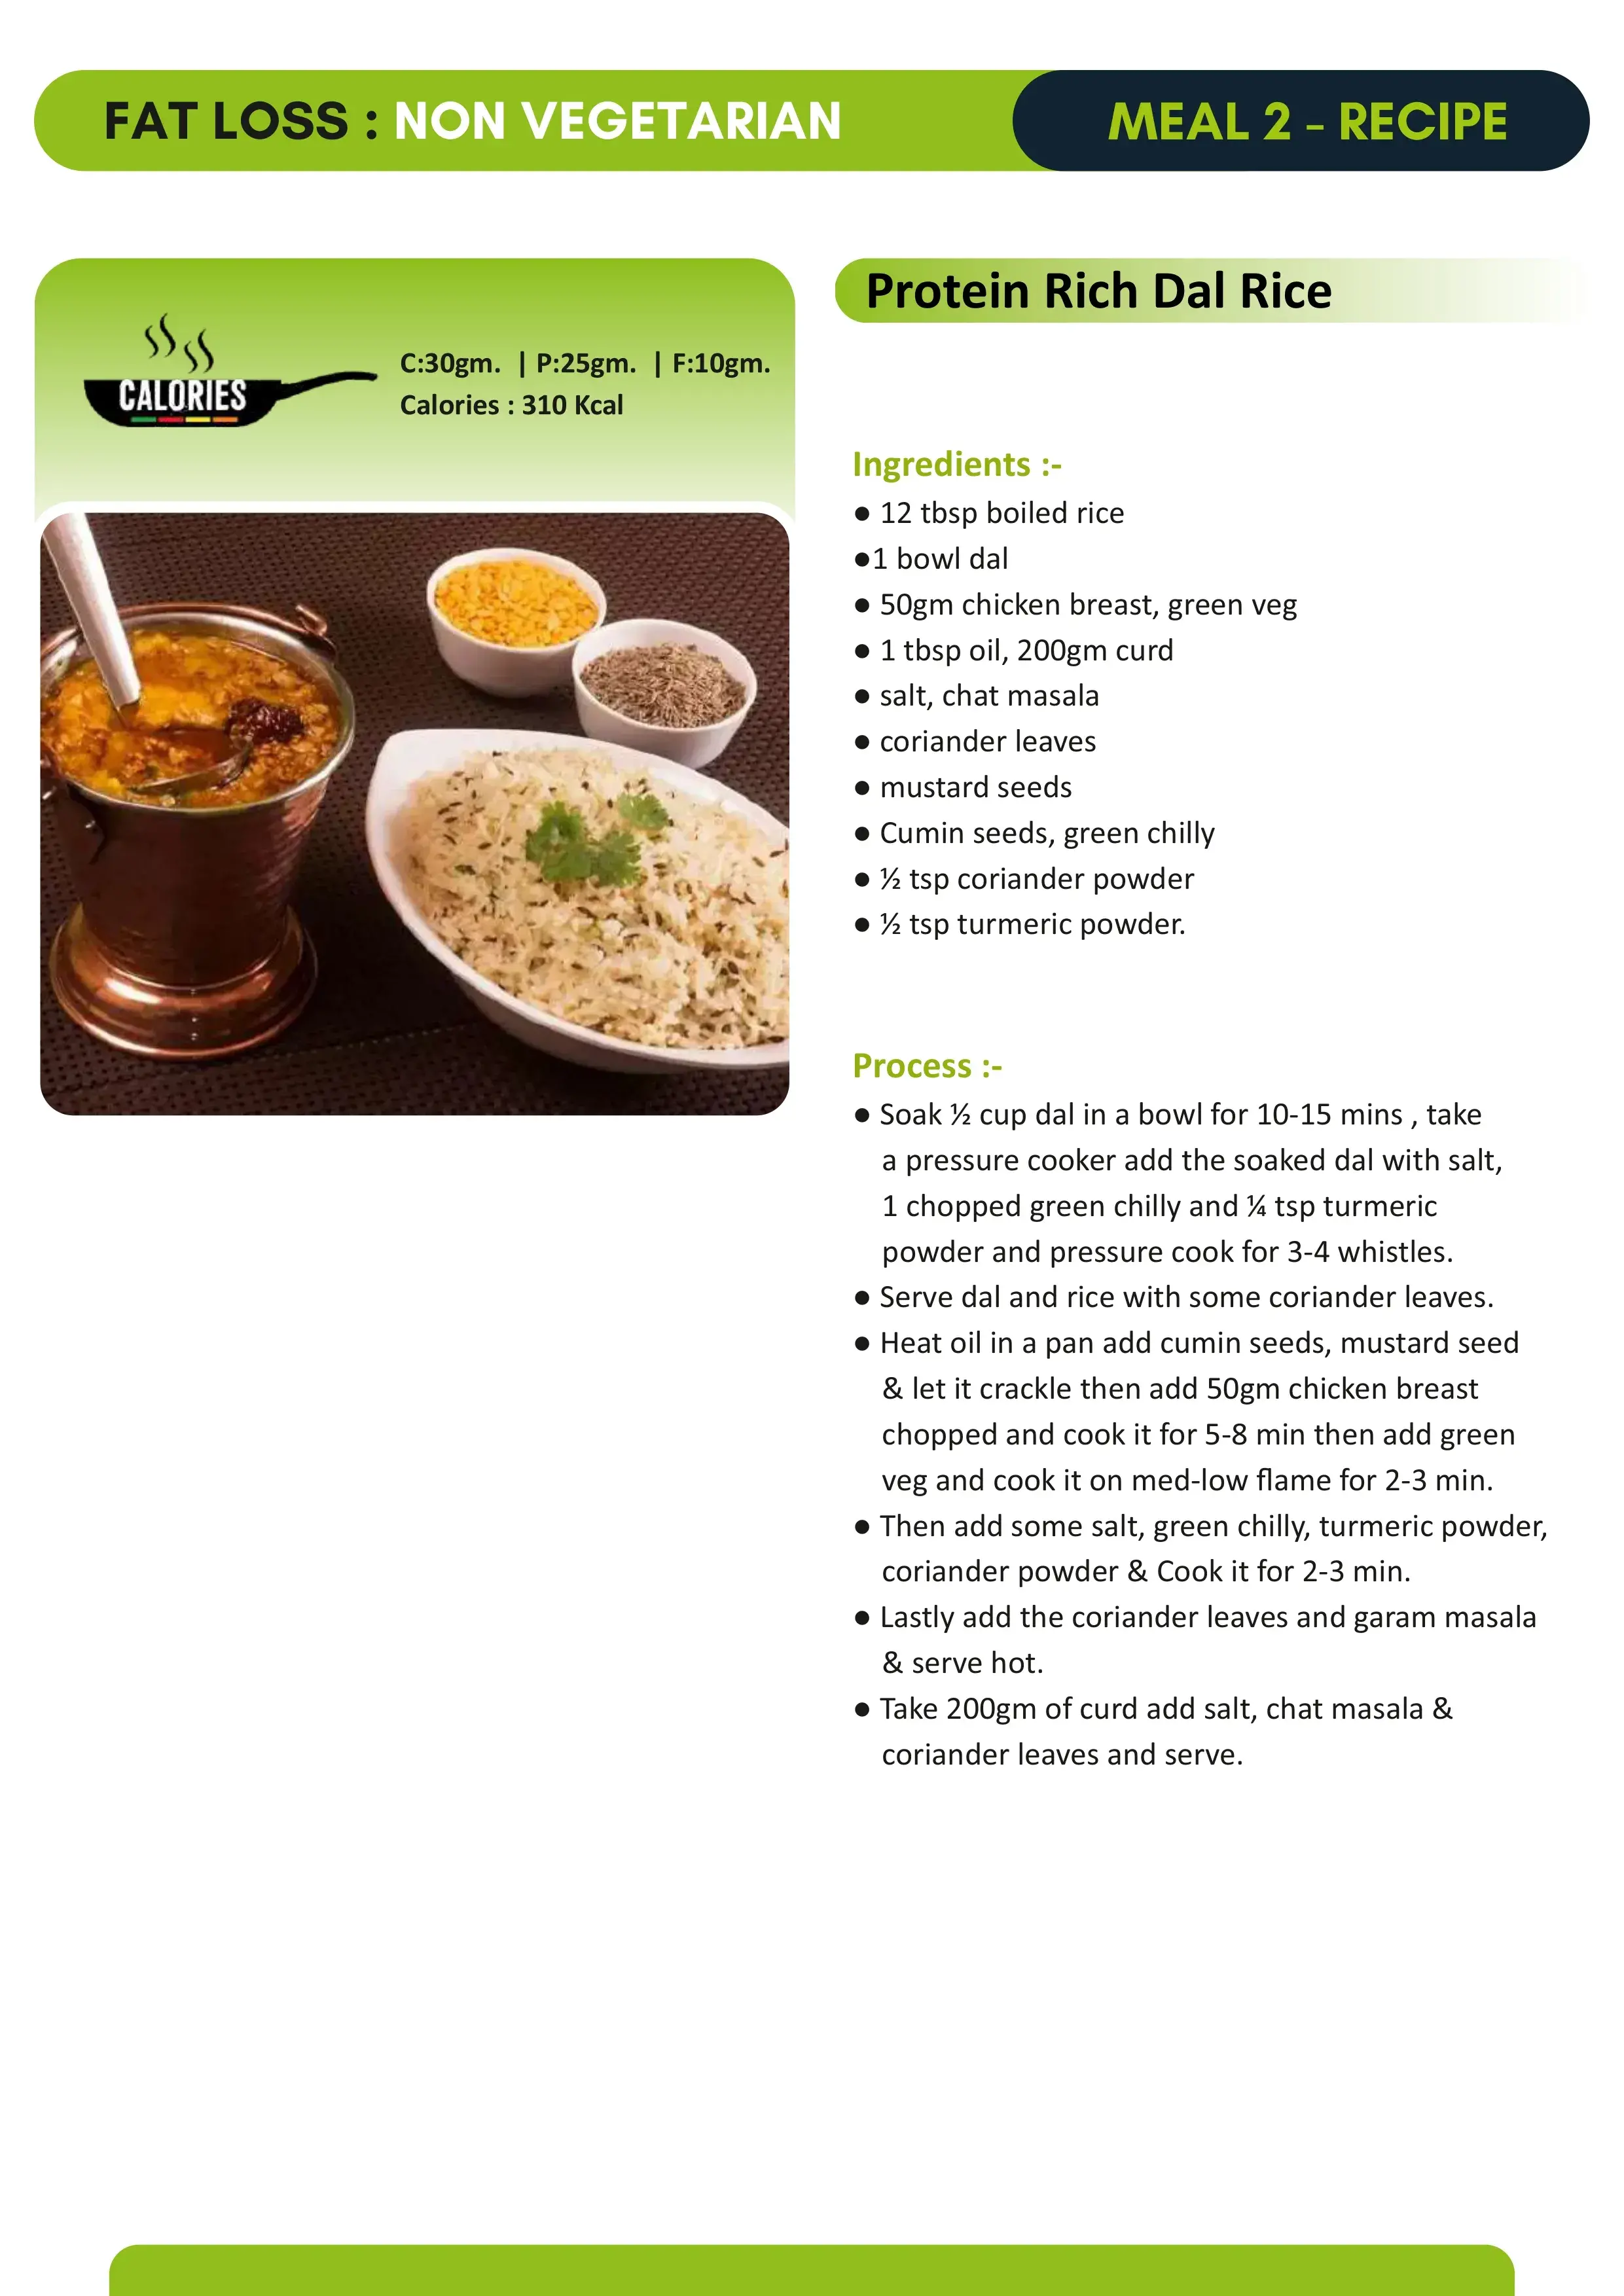 FAT LOSS : NON VEGETARIAN
MEAL 2 - RECIPE
CALORIES
C:30gm. | P:25gm. | F:10gm.
Calories : 310 Kcal
Protein Rich Dal Rice
Ingredients :-
● 12 tbsp boiled rice
●1 bowl dal
● 50gm chicken breast, green veg
● 1 tbsp oil, 200gm curd
● salt, chat masala
● coriander leaves
● mustard seeds
● Cumin seeds, green chilly
● ½ tsp coriander powder
● ½ tsp turmeric powder.
Process :-
● Soak ½ cup dal in a bowl for 10-15 mins , take
a pressure cooker add the soaked dal with salt,
1 chopped green chilly and ¼ tsp turmeric
powder and pressure cook for 3-4 whistles.
● Serve dal and rice with some coriander leaves.
● Heat oil in a pan add cumin seeds, mustard seed
& let it crackle then add 50gm chicken breast
chopped and cook it for 5-8 min then add green
veg and cook it on med-low flame for 2-3 min.
● Then add some salt, green chilly, turmeric powder,
coriander powder & Cook it for 2-3 min.
● Lastly add the coriander leaves and garam masala
& serve hot.
● Take 200gm of curd add salt, chat masala &
coriander leaves and serve.